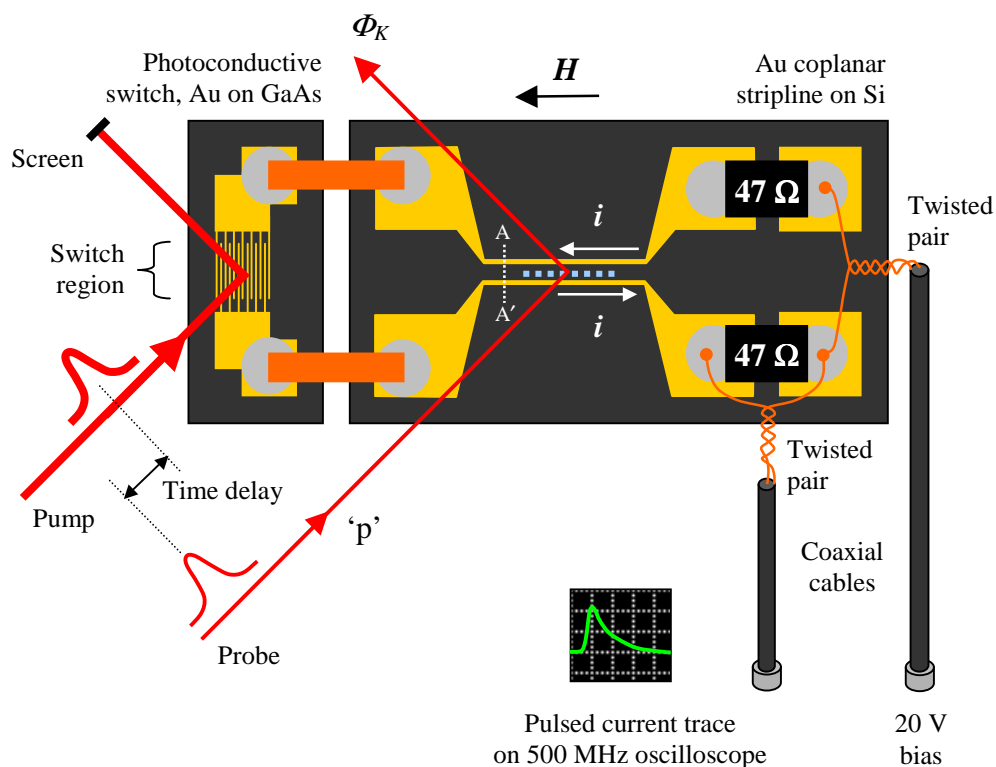 Φ_K
Photoconductive
switch, Au on GaAs
H
Au coplanar
stripline on Si
Screen
47 Ω
Twisted
pair
i
A
Switch
region
A′
i
47 Ω
Twisted
pair
Time delay
Pump
‘p’
Coaxial
cables
Probe
Pulsed current trace
on 500 MHz oscilloscope
20 V
bias